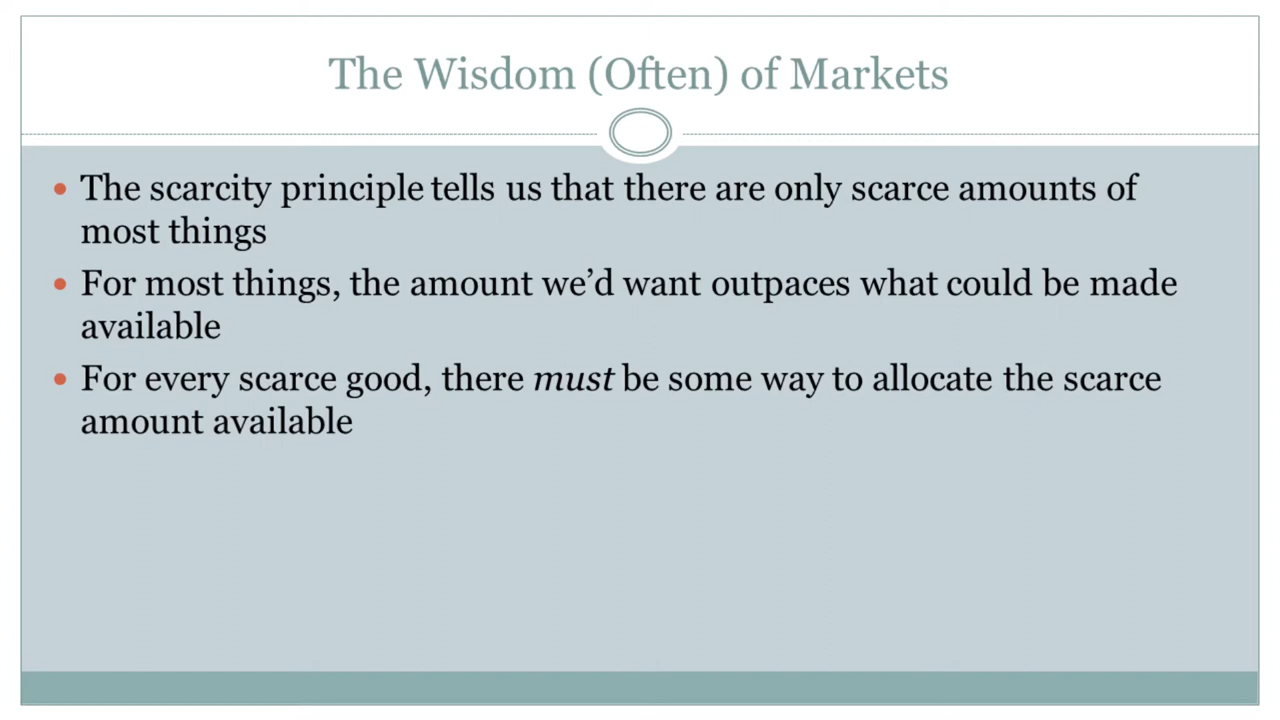 The Wisdom (Often) of Markets
• The scarcity principle tells us that there are only scarce amounts of
most things
• For most things, the amount we’d want outpaces what could be made
available
• For every scarce good, there must be some way to allocate the scarce
amount available